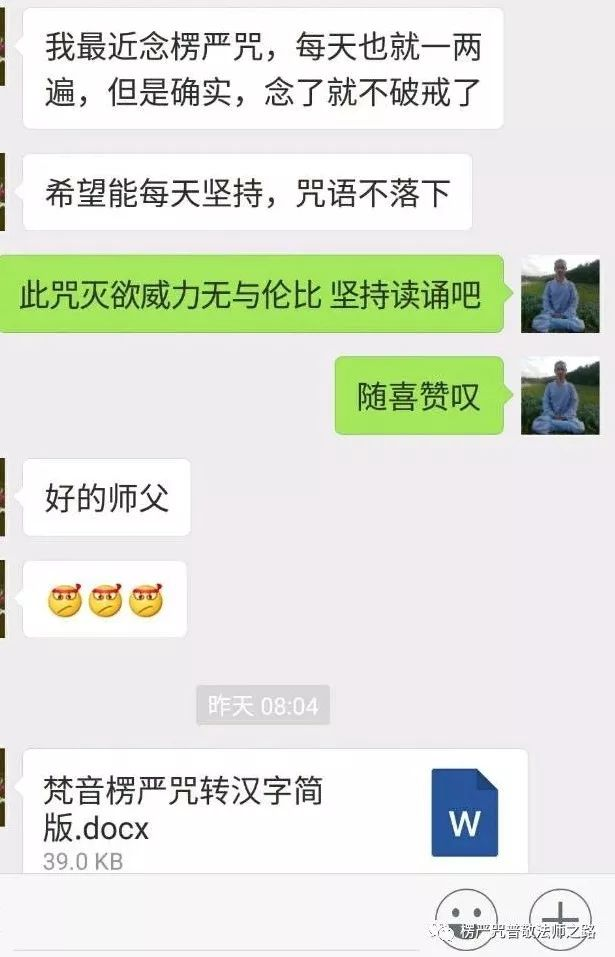 我最近念楞严咒，每天也就一两
遍，但是确实，念了就不破戒了
希望能每天坚持，咒语不落下
此咒灭欲威力无与伦比 坚持读诵吧
随喜赞叹
好的师父
昨天 08:04
梵音楞严咒转汉字简
版.docx
W
39.0 KB
楞严咒普敬法师之路